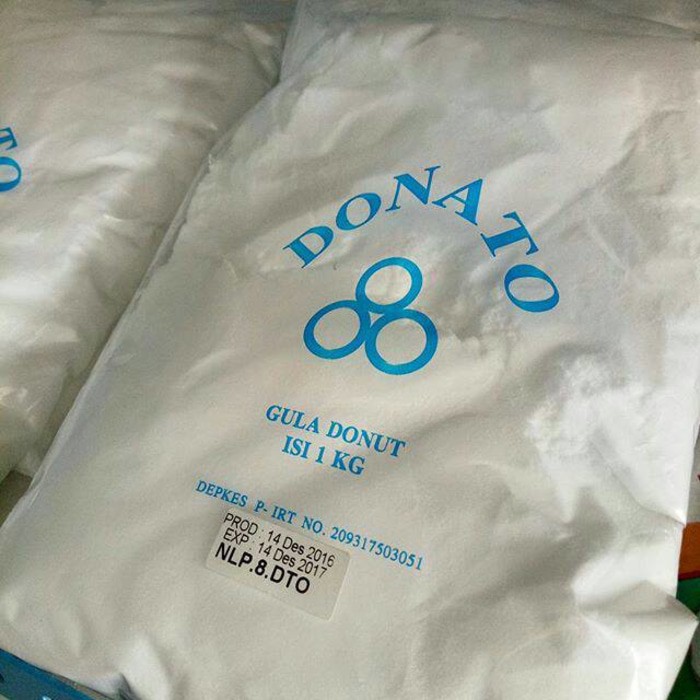 TO
DONATO
GULA DONUT
ISI 1 KG
DEPKES P-IRT NO. 209317503051
PROD : 14 Des 2016
EXP : 14 Des 2017
NLP.8.DTO